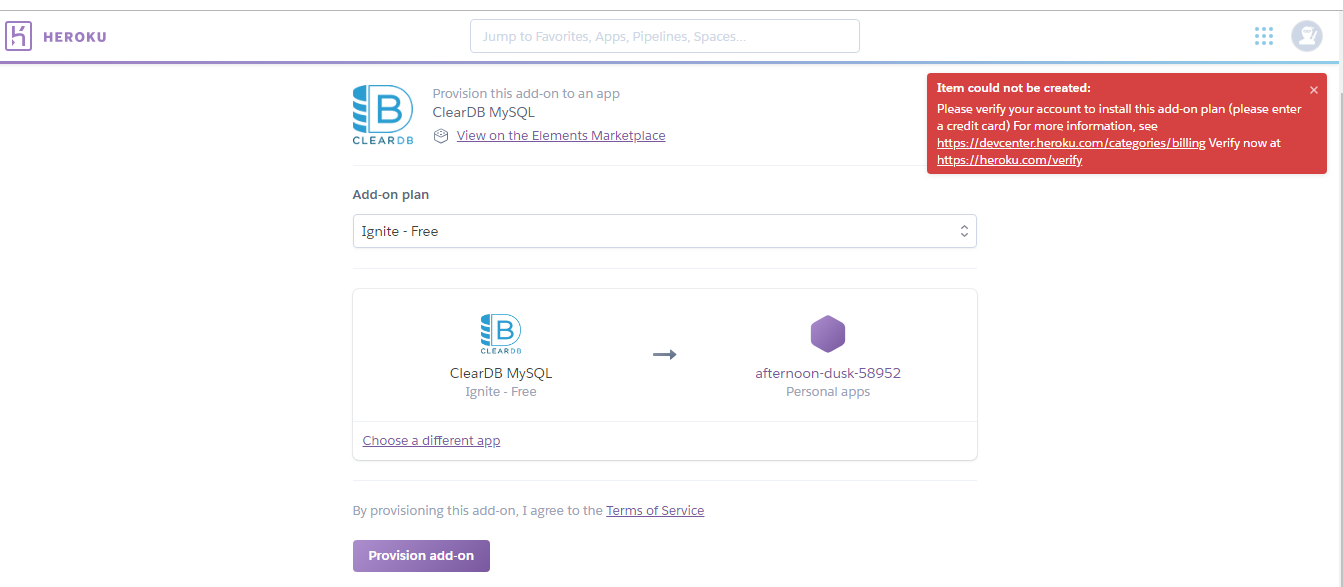 HEROKU
Jump to Favorites, Apps, Pipelines, Spaces...
Item could not be created:
Please verify your account to install this add-on plan (please enter
a credit card) For more information, see
https://devcenter.heroku.com/categories/billing Verify now at
https://heroku.com/verify
CLEARDB
Provision this add-on to an app
ClearDB MySQL
View on the Elements Marketplace
Add-on plan
Ignite - Free
CLEARDB
ClearDB MySQL
Ignite - Free
afternoon-dusk-58952
Personal apps
Choose a different app
By provisioning this add-on, I agree to the Terms of Service
Provision add-on